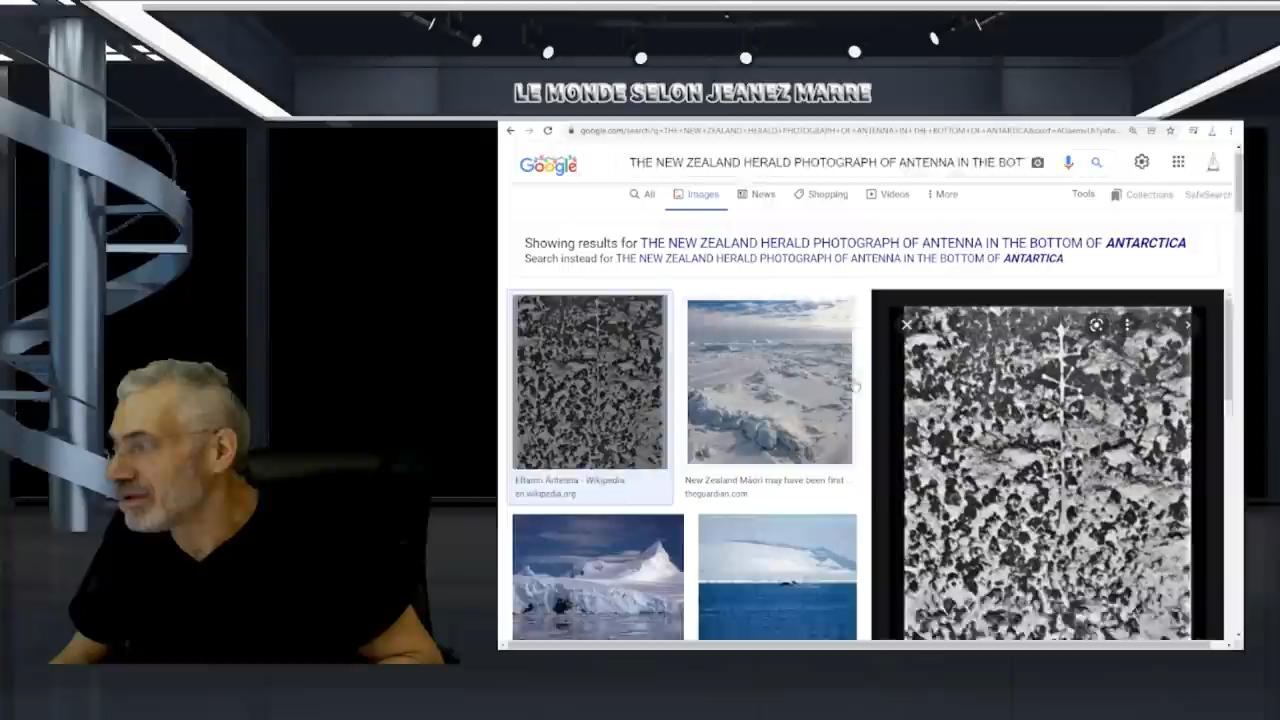 LE MONDE SELON JEANEZ MARRE
Google
THE NEW ZEALAND HERALD PHOTOGRAPH OF ANTENNA IN THE BOT
All Images News Shopping Videos More Tools Collections SafeSearch
Showing results for THE NEW ZEALAND HERALD PHOTOGRAPH OF ANTENNA IN THE BOTTOM OF ANTARCTICA
Search instead for THE NEW ZEALAND HERALD PHOTOGRAPH OF ANTENNA IN THE BOTTOM OF ANTARTICA
Eltanin Antenna - Wikipedia
en.wikipedia.org
New Zealand Māori may have been first ...
theguardian.com